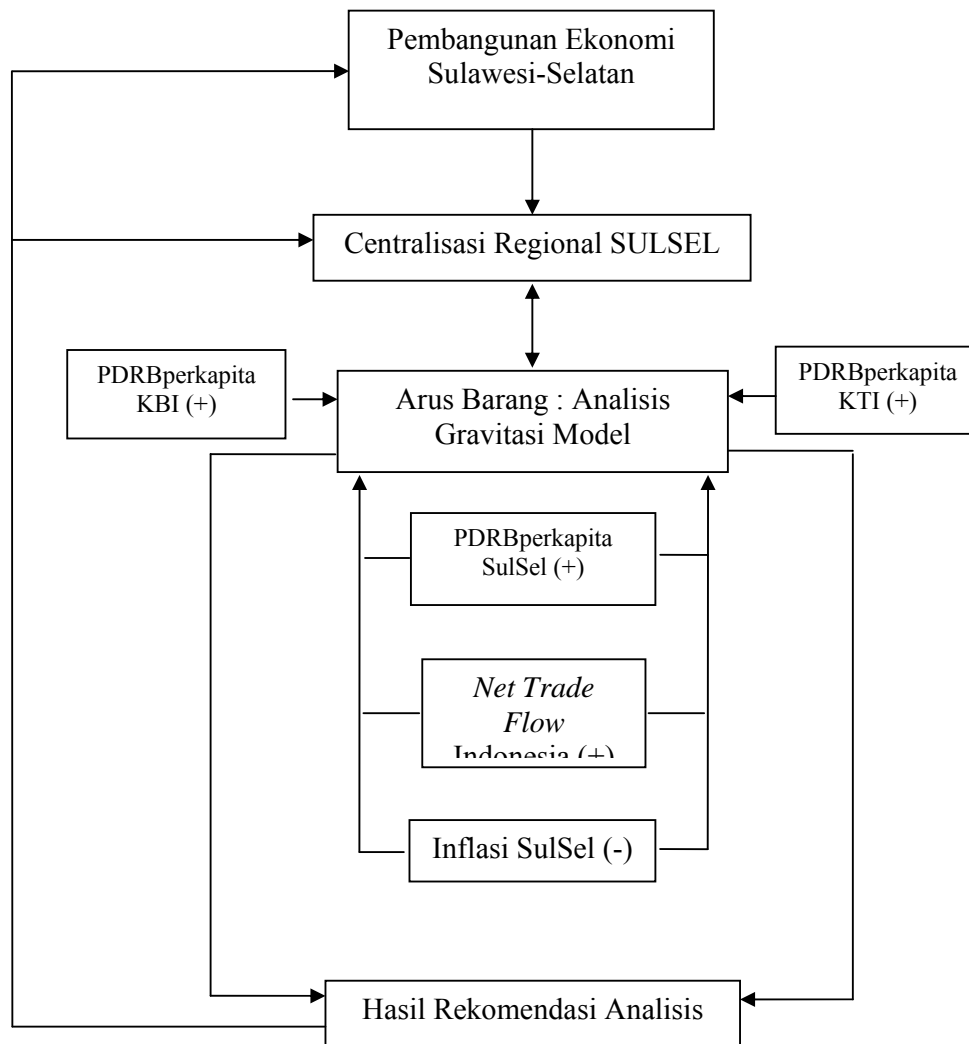 Pembangunan Ekonomi
Sulawesi-Selatan
Centralisasi Regional SULSEL
PDRBperkapita
KBI (+)
Arus Barang : Analisis
Gravitasi Model
PDRBperkapita
KTI (+)
PDRBperkapita
SulSel (+)
Net Trade
Flow
Indonesia (+)
Inflasi SulSel (-)
Hasil Rekomendasi Analisis